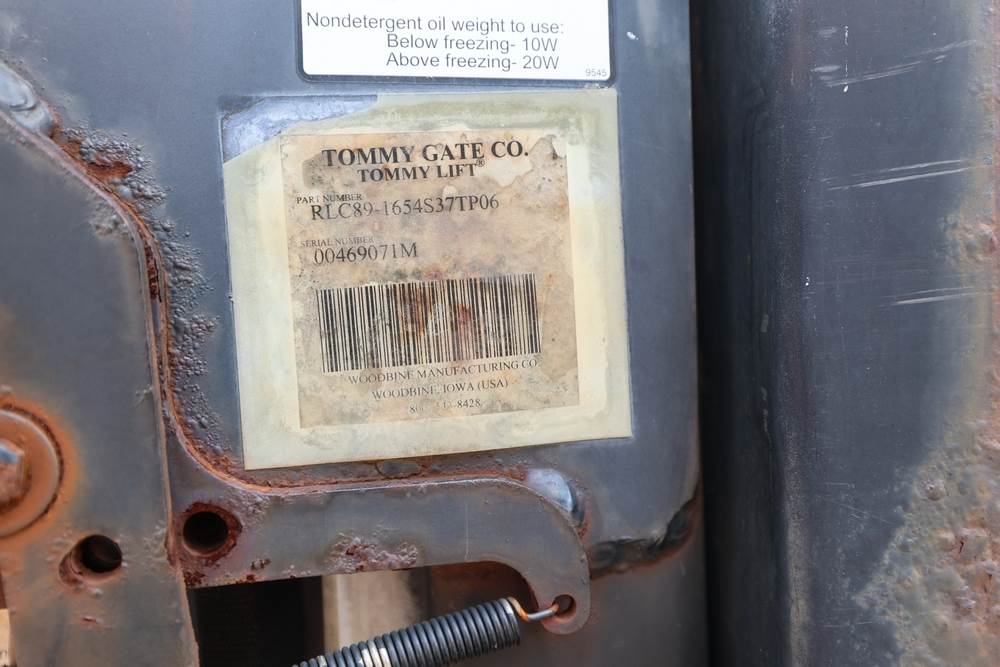 Nondetergent oil weight to use:
Below freezing- 10W
Above freezing- 20W
9545
TOMMY GATE CO.
TOMMY LIFT®
PART NUMBER
RLC89-1654S37TP06
SERIAL NUMBER
00469071M
WOODBINE MANUFACTURING CO
WOODBINE, IOWA (USA)
8428